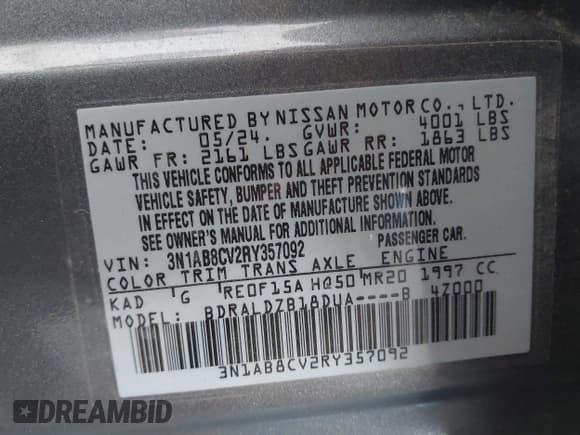 MANUFACTURED BY NISSAN MOTOR CO., LTD.
DATE: 05/24. GVWR: 4001 LBS
GAWR FR: 2161 LBS GAWR RR: 1863 LBS
THIS VEHICLE CONFORMS TO ALL APPLICABLE FEDERAL MOTOR
VEHICLE SAFETY, BUMPER AND THEFT PREVENTION STANDARDS
IN EFFECT ON THE DATE OF MANUFACTURE SHOWN ABOVE.
SEE OWNER'S MANUAL FOR ADDITIONAL INFORMATION.
VIN: 3N1AB8CV2RY357092 PASSENGER CAR.
COLOR TRIM TRANS AXLE ENGINE
KAD G RE0F15A H@50 MR20 1997 CC
MODEL: BDRALDZB18DUA----B 47000
3N1AB8CV2RY357092
DREAMBID